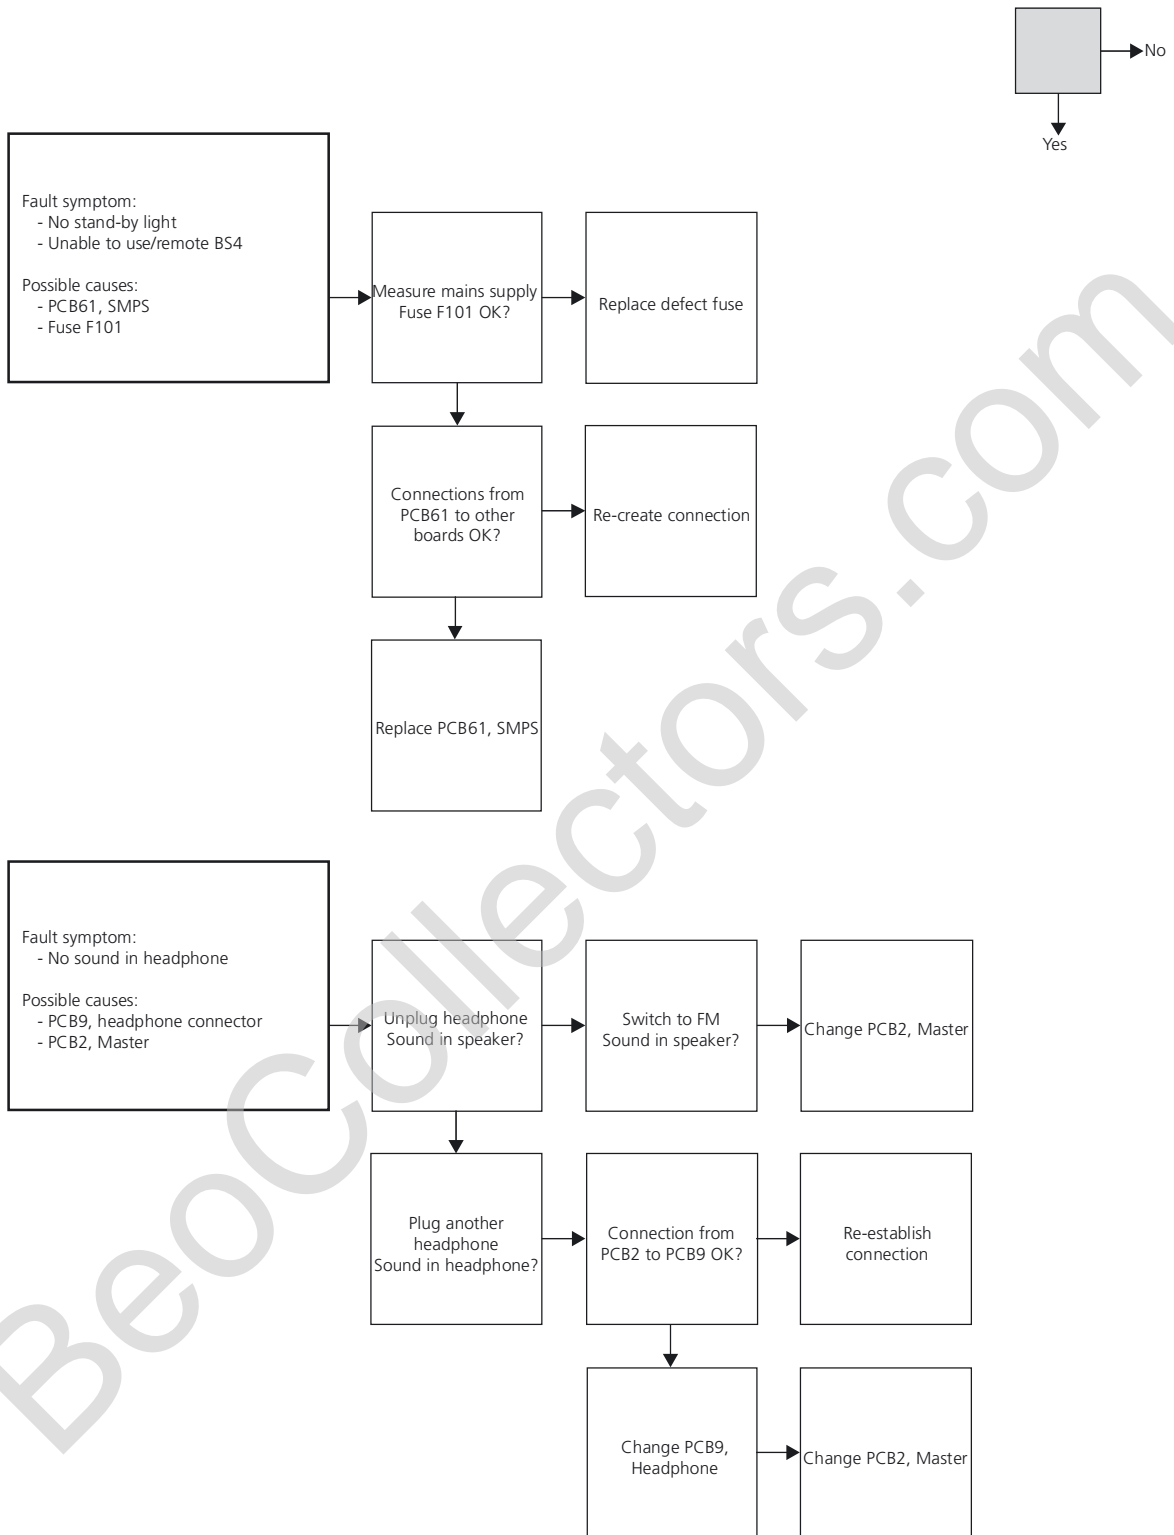 No
Yes
Fault symptom:
- No stand-by light
- Unable to use/remote BS4
Possible causes:
- PCB61, SMPS
- Fuse F101
Measure mains supply
Fuse F101 OK?
Replace defect fuse
Connections from
PCB61 to other
boards OK?
Re-create connection
Replace PCB61, SMPS
Fault symptom:
- No sound in headphone
Possible causes:
- PCB9, headphone connector
- PCB2, Master
Unplug headphone
Sound in speaker?
Switch to FM
Sound in speaker?
Change PCB2, Master
Plug another
headphone
Sound in headphone?
Connection from
PCB2 to PCB9 OK?
Re-establish
connection
Change PCB9,
Headphone
Change PCB2, Master
BeoCollectors.com